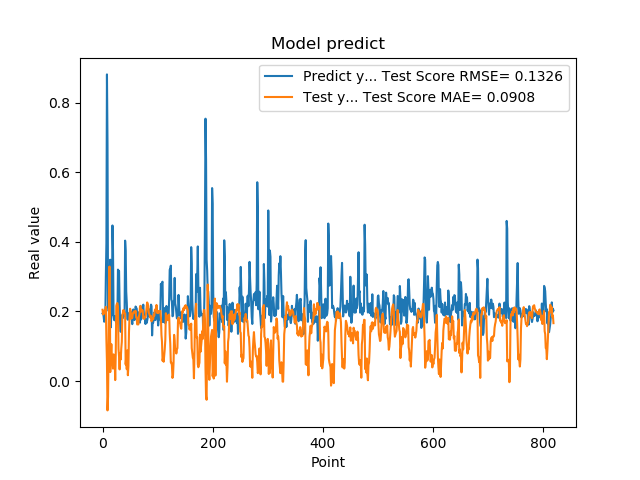 Model predict
Predict y... Test Score RMSE= 0.1326
Test y... Test Score MAE= 0.0908
Real value
0.8
0.6
0.4
0.2
0.0
0 200 400 600 800
Point